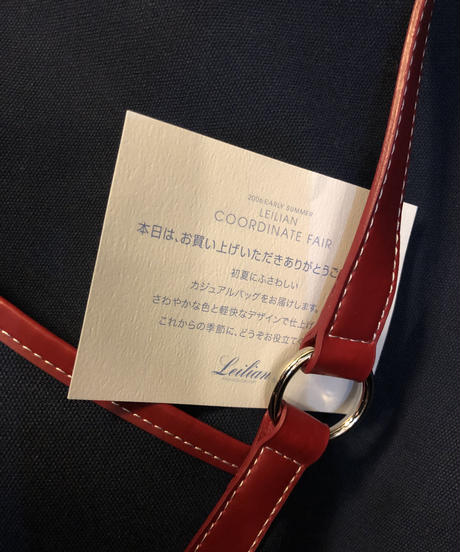 2006 EARLY SUMMER
LEILIAN
COORDINATE FAIR
本日は、お買い上げいただきありがとうご
初夏にふさわしい
カジュアルバッグをお届けします。
さわやかな色と軽快なデザインで仕上
これからの季節に、どうぞお役立て
Leilian